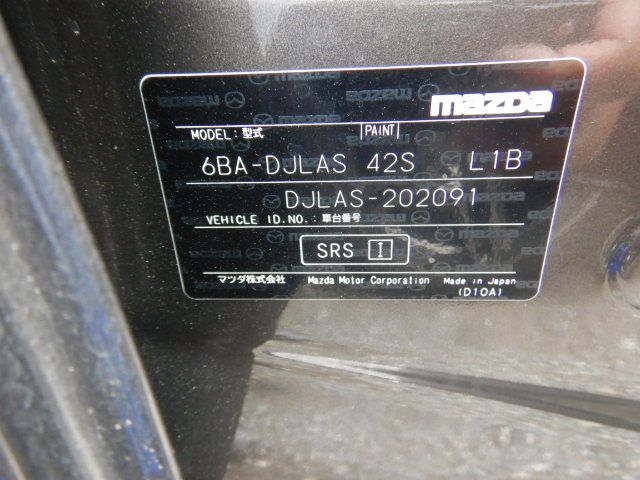 mazda
MODEL: 型式 PAINT
6BA-DJLAS 42S L1B
DJLAS-202091
VEHICLE ID.NO.: 車台番号
SRS I
マツダ株式会社 Mazda Motor Corporation Made in Japan
(D10A)